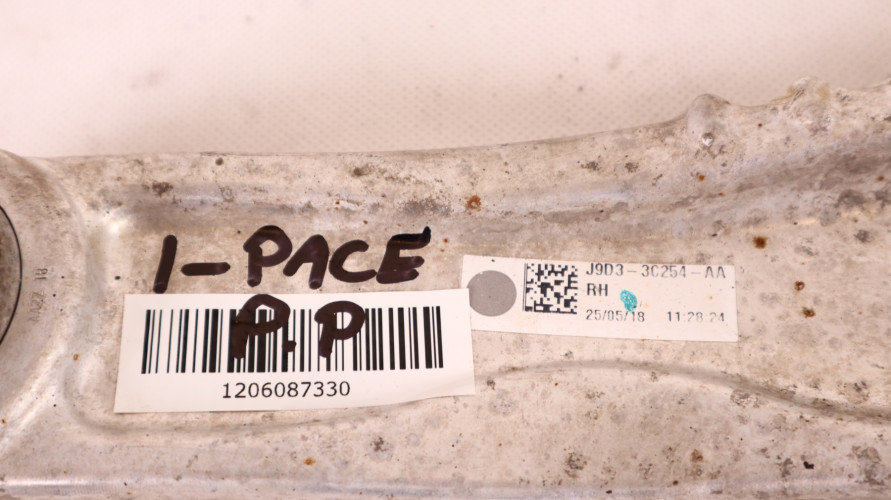 I-PACE
P.P
1206087330
J9D3-3C254-AA
RH
25/05/18 11:28:24